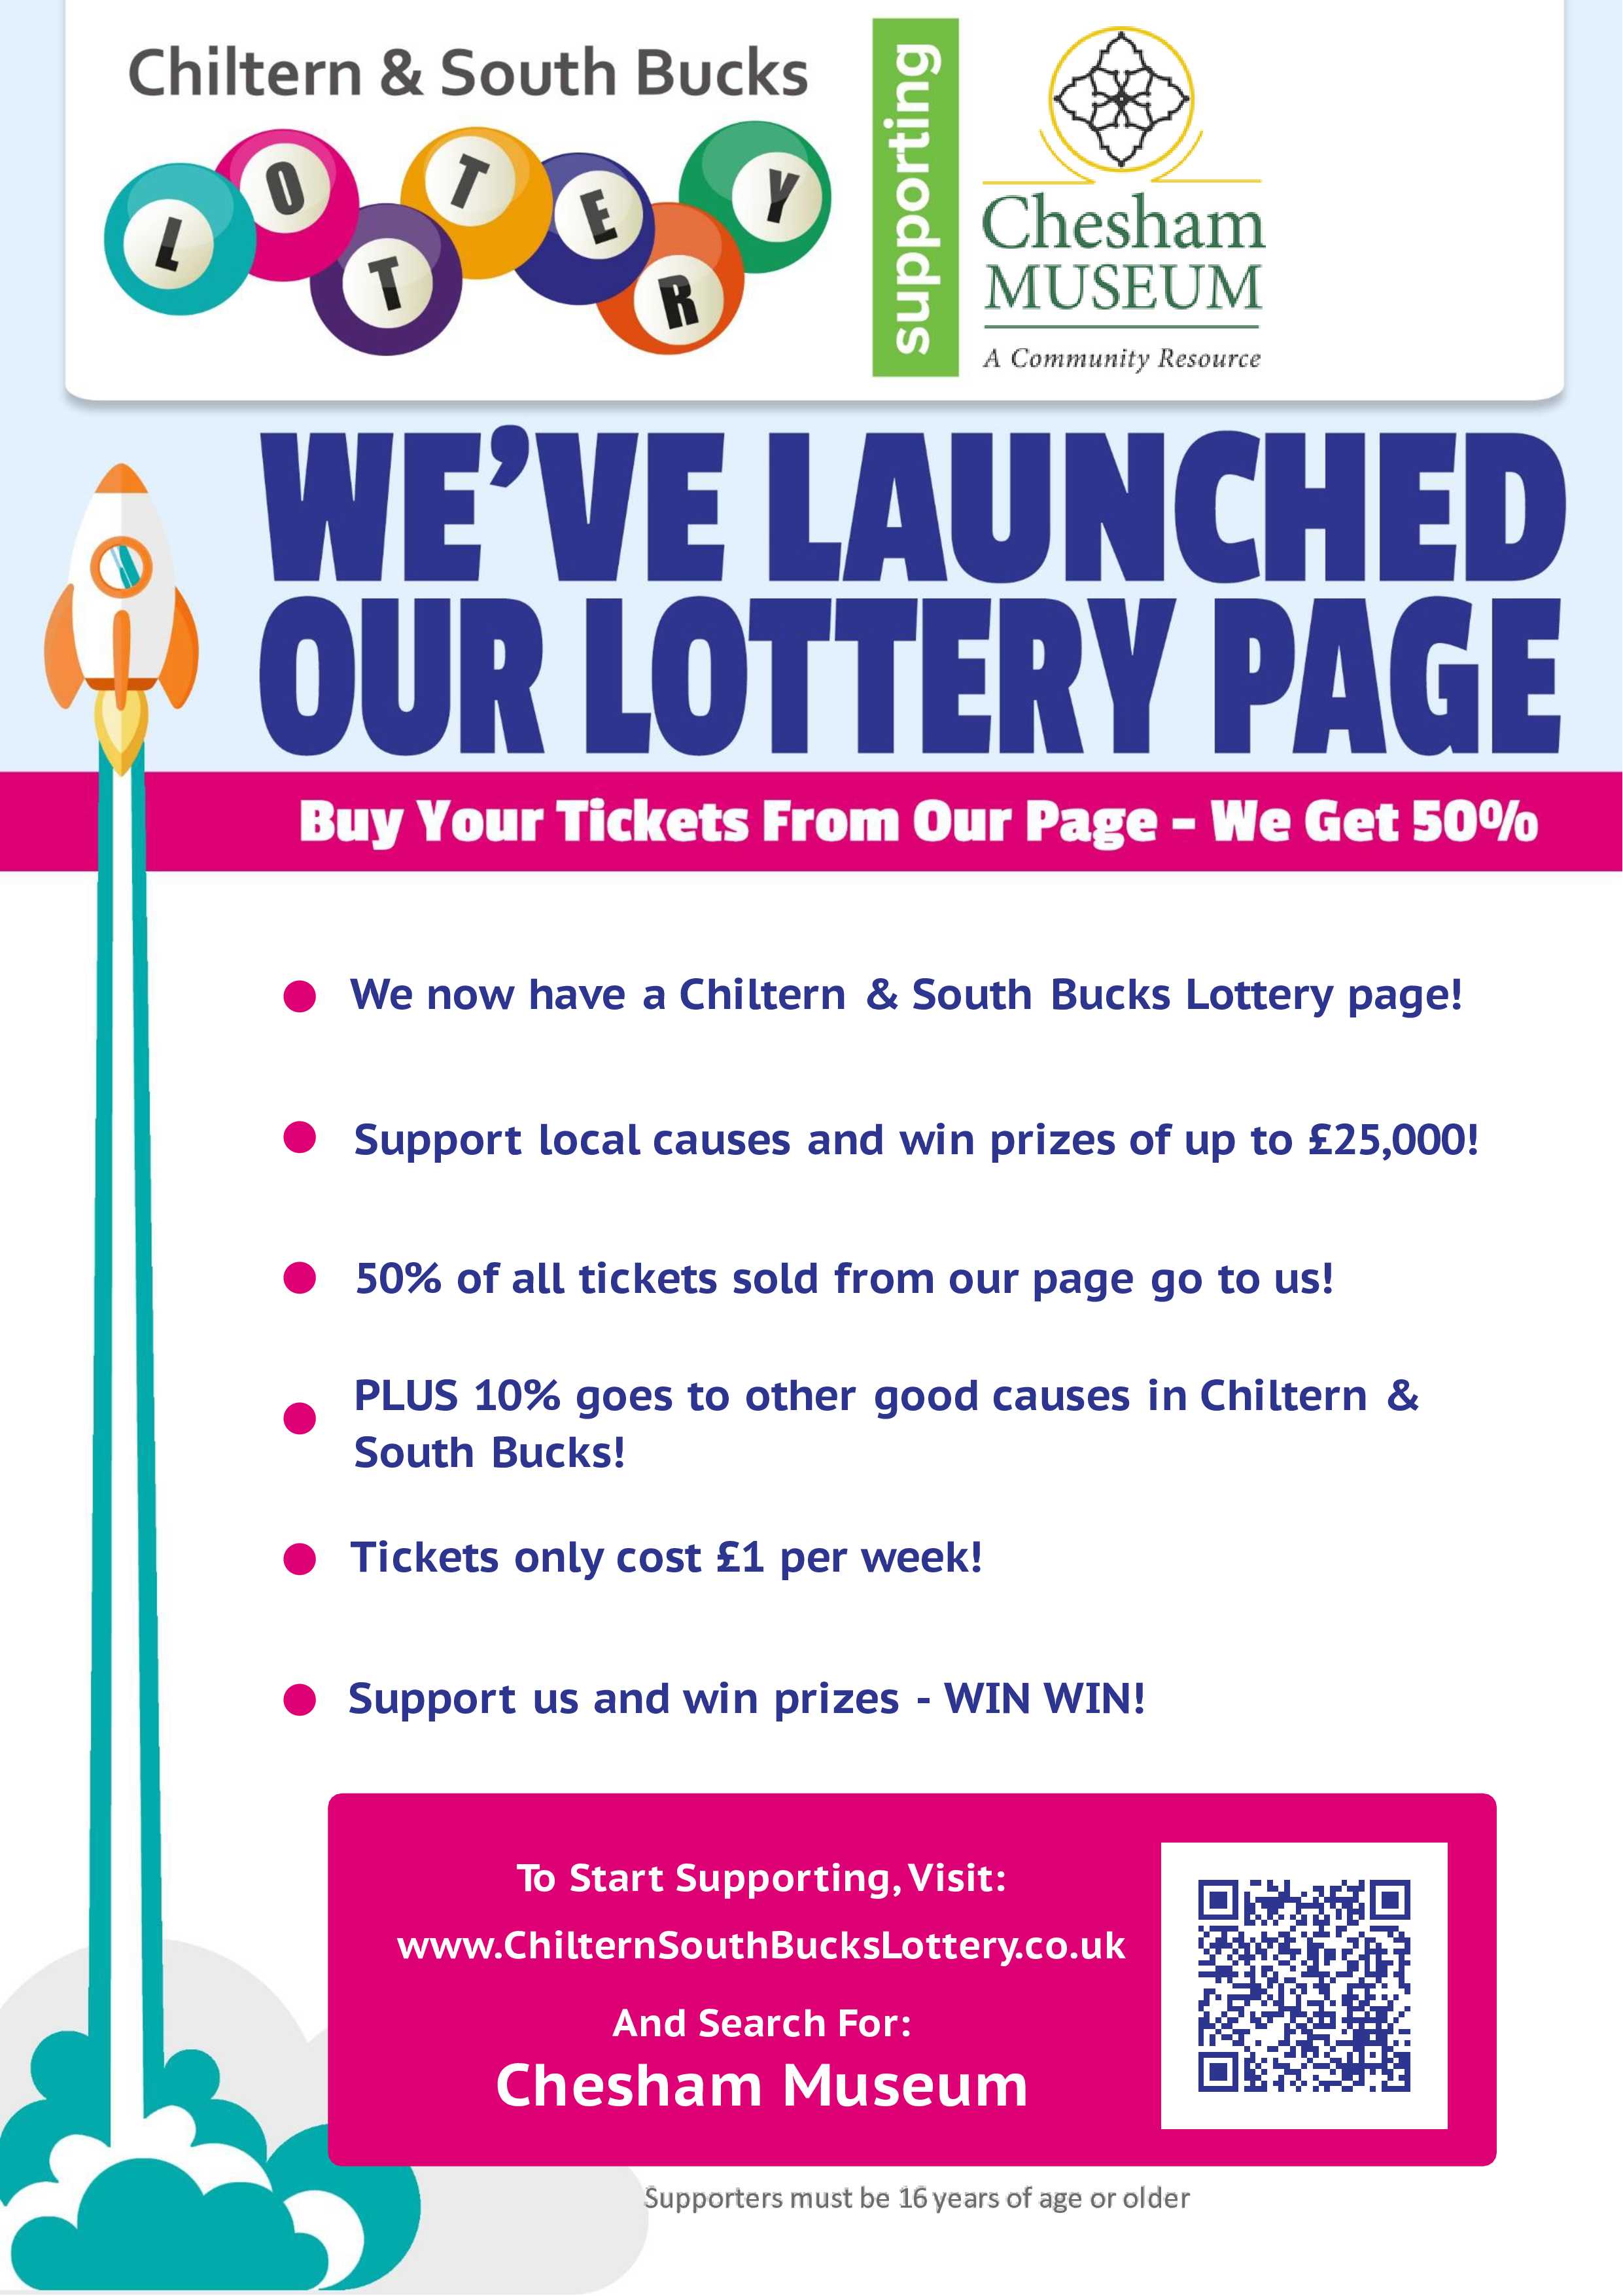 Chiltern & South Bucks
LOTTERY
supporting
Chesham
MUSEUM
A Community Resource
WE'VE LAUNCHED
OUR LOTTERY PAGE
Buy Your Tickets From Our Page - We Get 50%
We now have a Chiltern & South Bucks Lottery page!
Support local causes and win prizes of up to £25,000!
50% of all tickets sold from our page go to us!
PLUS 10% goes to other good causes in Chiltern &
South Bucks!
Tickets only cost £1 per week!
Support us and win prizes - WIN WIN!
To Start Supporting, Visit:
www.ChilternSouthBucksLottery.co.uk
And Search For:
Chesham Museum
Supporters must be 16 years of age or older